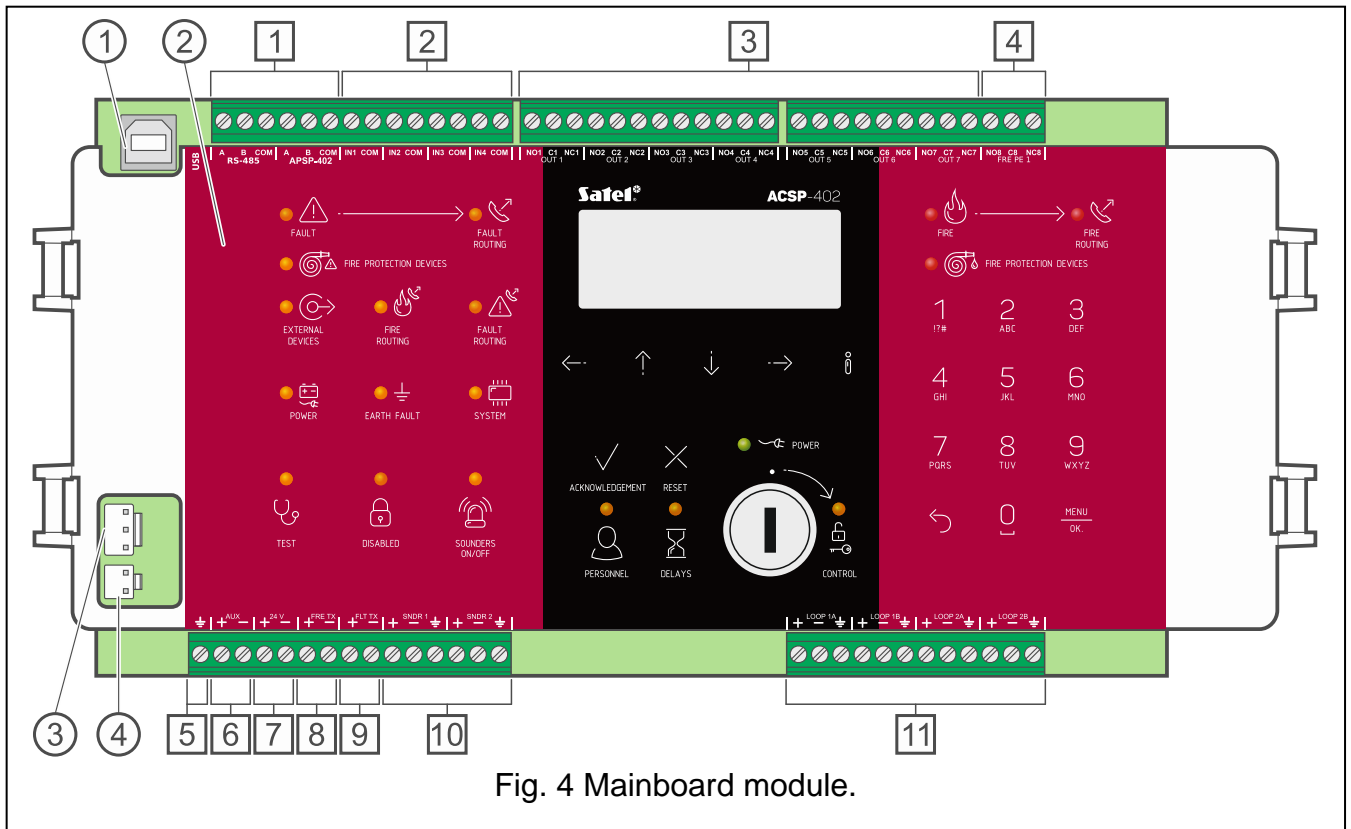 1 2 1 2 3 4
USB
A B COM A B COM IN1 COM IN2 COM IN3 COM IN4 COM NO1 C1 NC1 NO2 C2 NC2 NO3 C3 NC3 NO4 C4 NC4 NO5 C5 NC5 NO6 C6 NC6 NO7 C7 NC7 NO8 C8 NC8
RS-485 APSP-402 OUT 1 OUT 2 OUT 3 OUT 4 OUT 5 OUT 6 OUT 7 FRE PE 1
Satel® ACSP-402
FAULT
FAULT
ROUTING
FIRE PROTECTION DEVICES
EXTERNAL
DEVICES
FIRE
ROUTING
FAULT
ROUTING
POWER
EARTH FAULT
SYSTEM
TEST
DISABLED
SOUNDERS
ON/OFF
i
POWER
ACKNOWLEDGEMENT
RESET
PERSONNEL
DELAYS
CONTROL
FIRE
FIRE
ROUTING
FIRE PROTECTION DEVICES
1 2 3
!?# ABC DEF
4 5 6
GHI JKL MNO
7 8 9
PQRS TUV WXYZ
0 MENU
OK.
AUX 24 V FRE TX FLT TX SNDR 1 SNDR 2 LOOP 1A LOOP 1B LOOP 2A LOOP 2B
+ − + − + − + − + − + − + − + − + − + −
3 4 5 6 7 8 9 10 11
Fig. 4 Mainboard module.